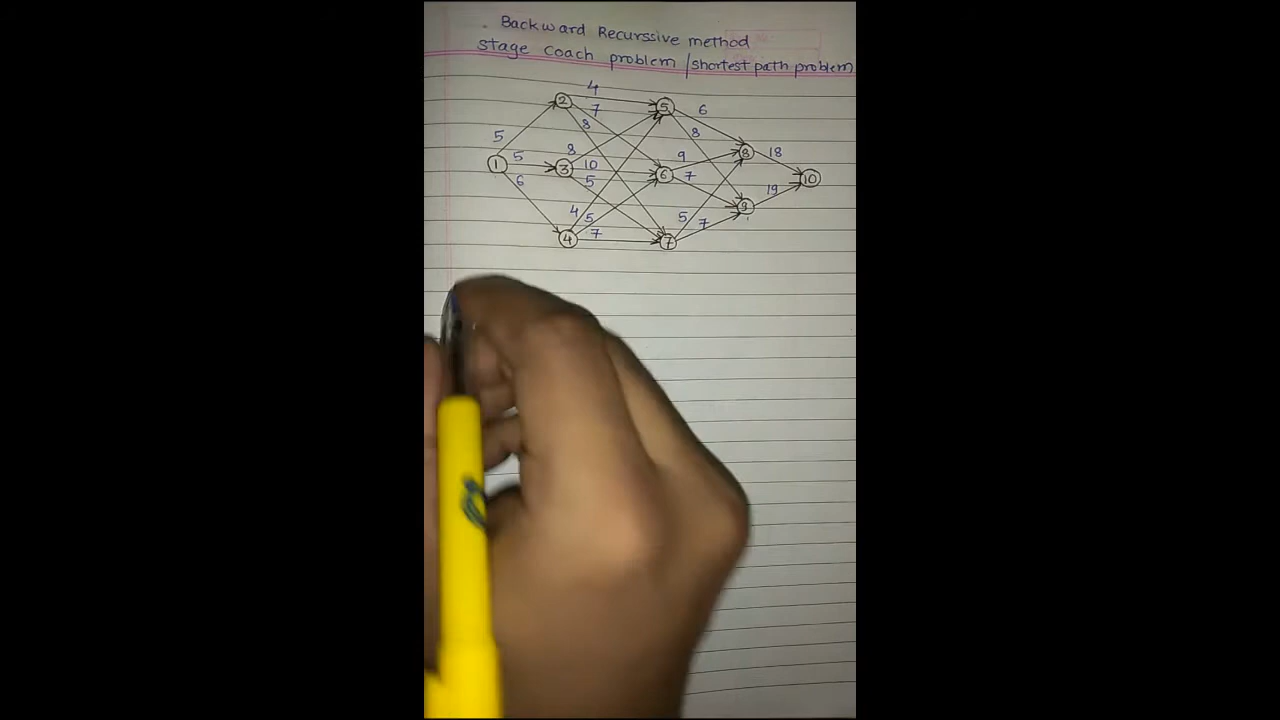 Backward Recurssive method
stage coach problem / shortest path problem
4
2 5 6
7
8 8
5
8 9 8 18
1 5 3 10 6 7 10
6 5
19
4 5 5 9
4 7 7 7